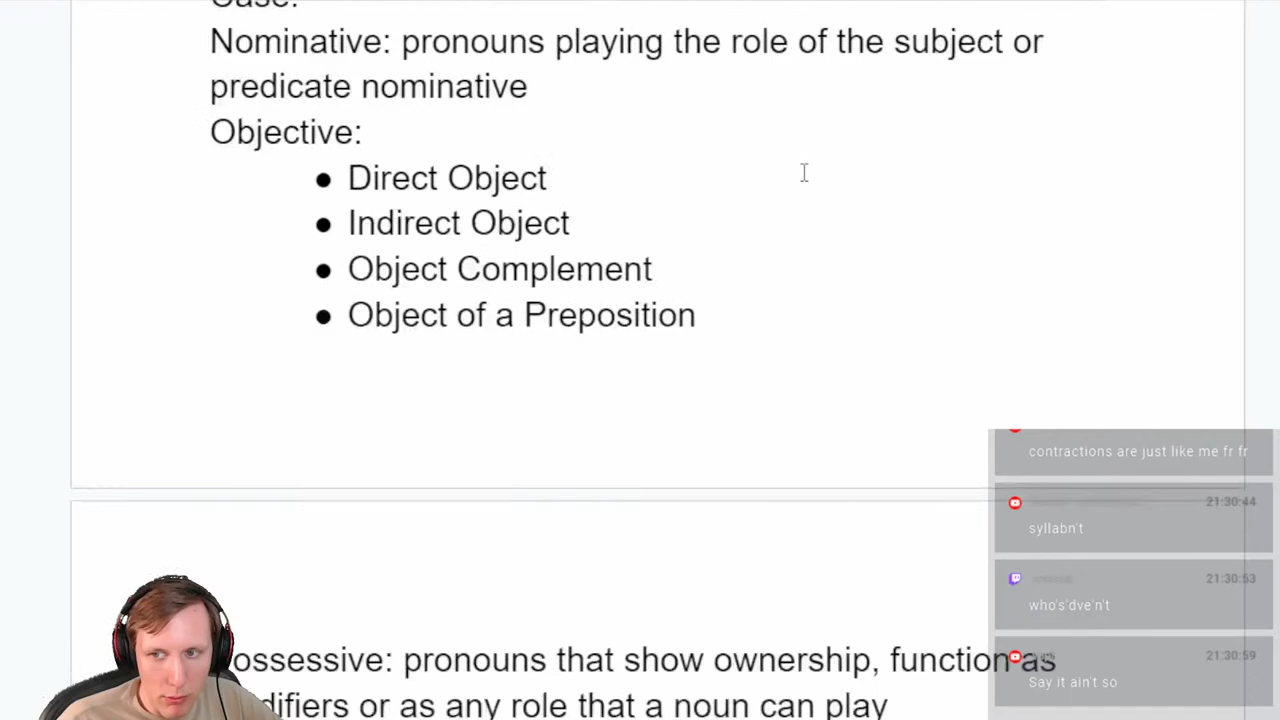 Case:
Nominative: pronouns playing the role of the subject or
predicate nominative
Objective:
● Direct Object
● Indirect Object
● Object Complement
● Object of a Preposition
contractions are just like me fr fr
21:30:44
syllabn't
21:30:53
who's'dve'n't
21:30:59
Say it ain't so
ossessive: pronouns that show ownership, function as
difiers or as any role that a noun can play